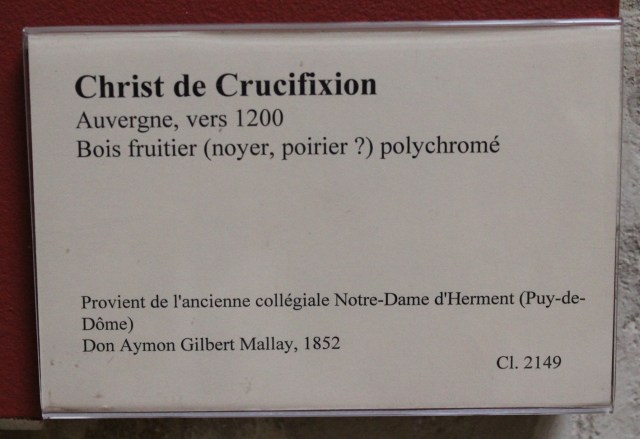 Christ de Crucifixion
Auvergne, vers 1200
Bois fruitier (noyer, poirier ?) polychromé
Provient de l'ancienne collégiale Notre-Dame d'Herment (Puy-de-
Dôme)
Don Aymon Gilbert Mallay, 1852
Cl. 2149